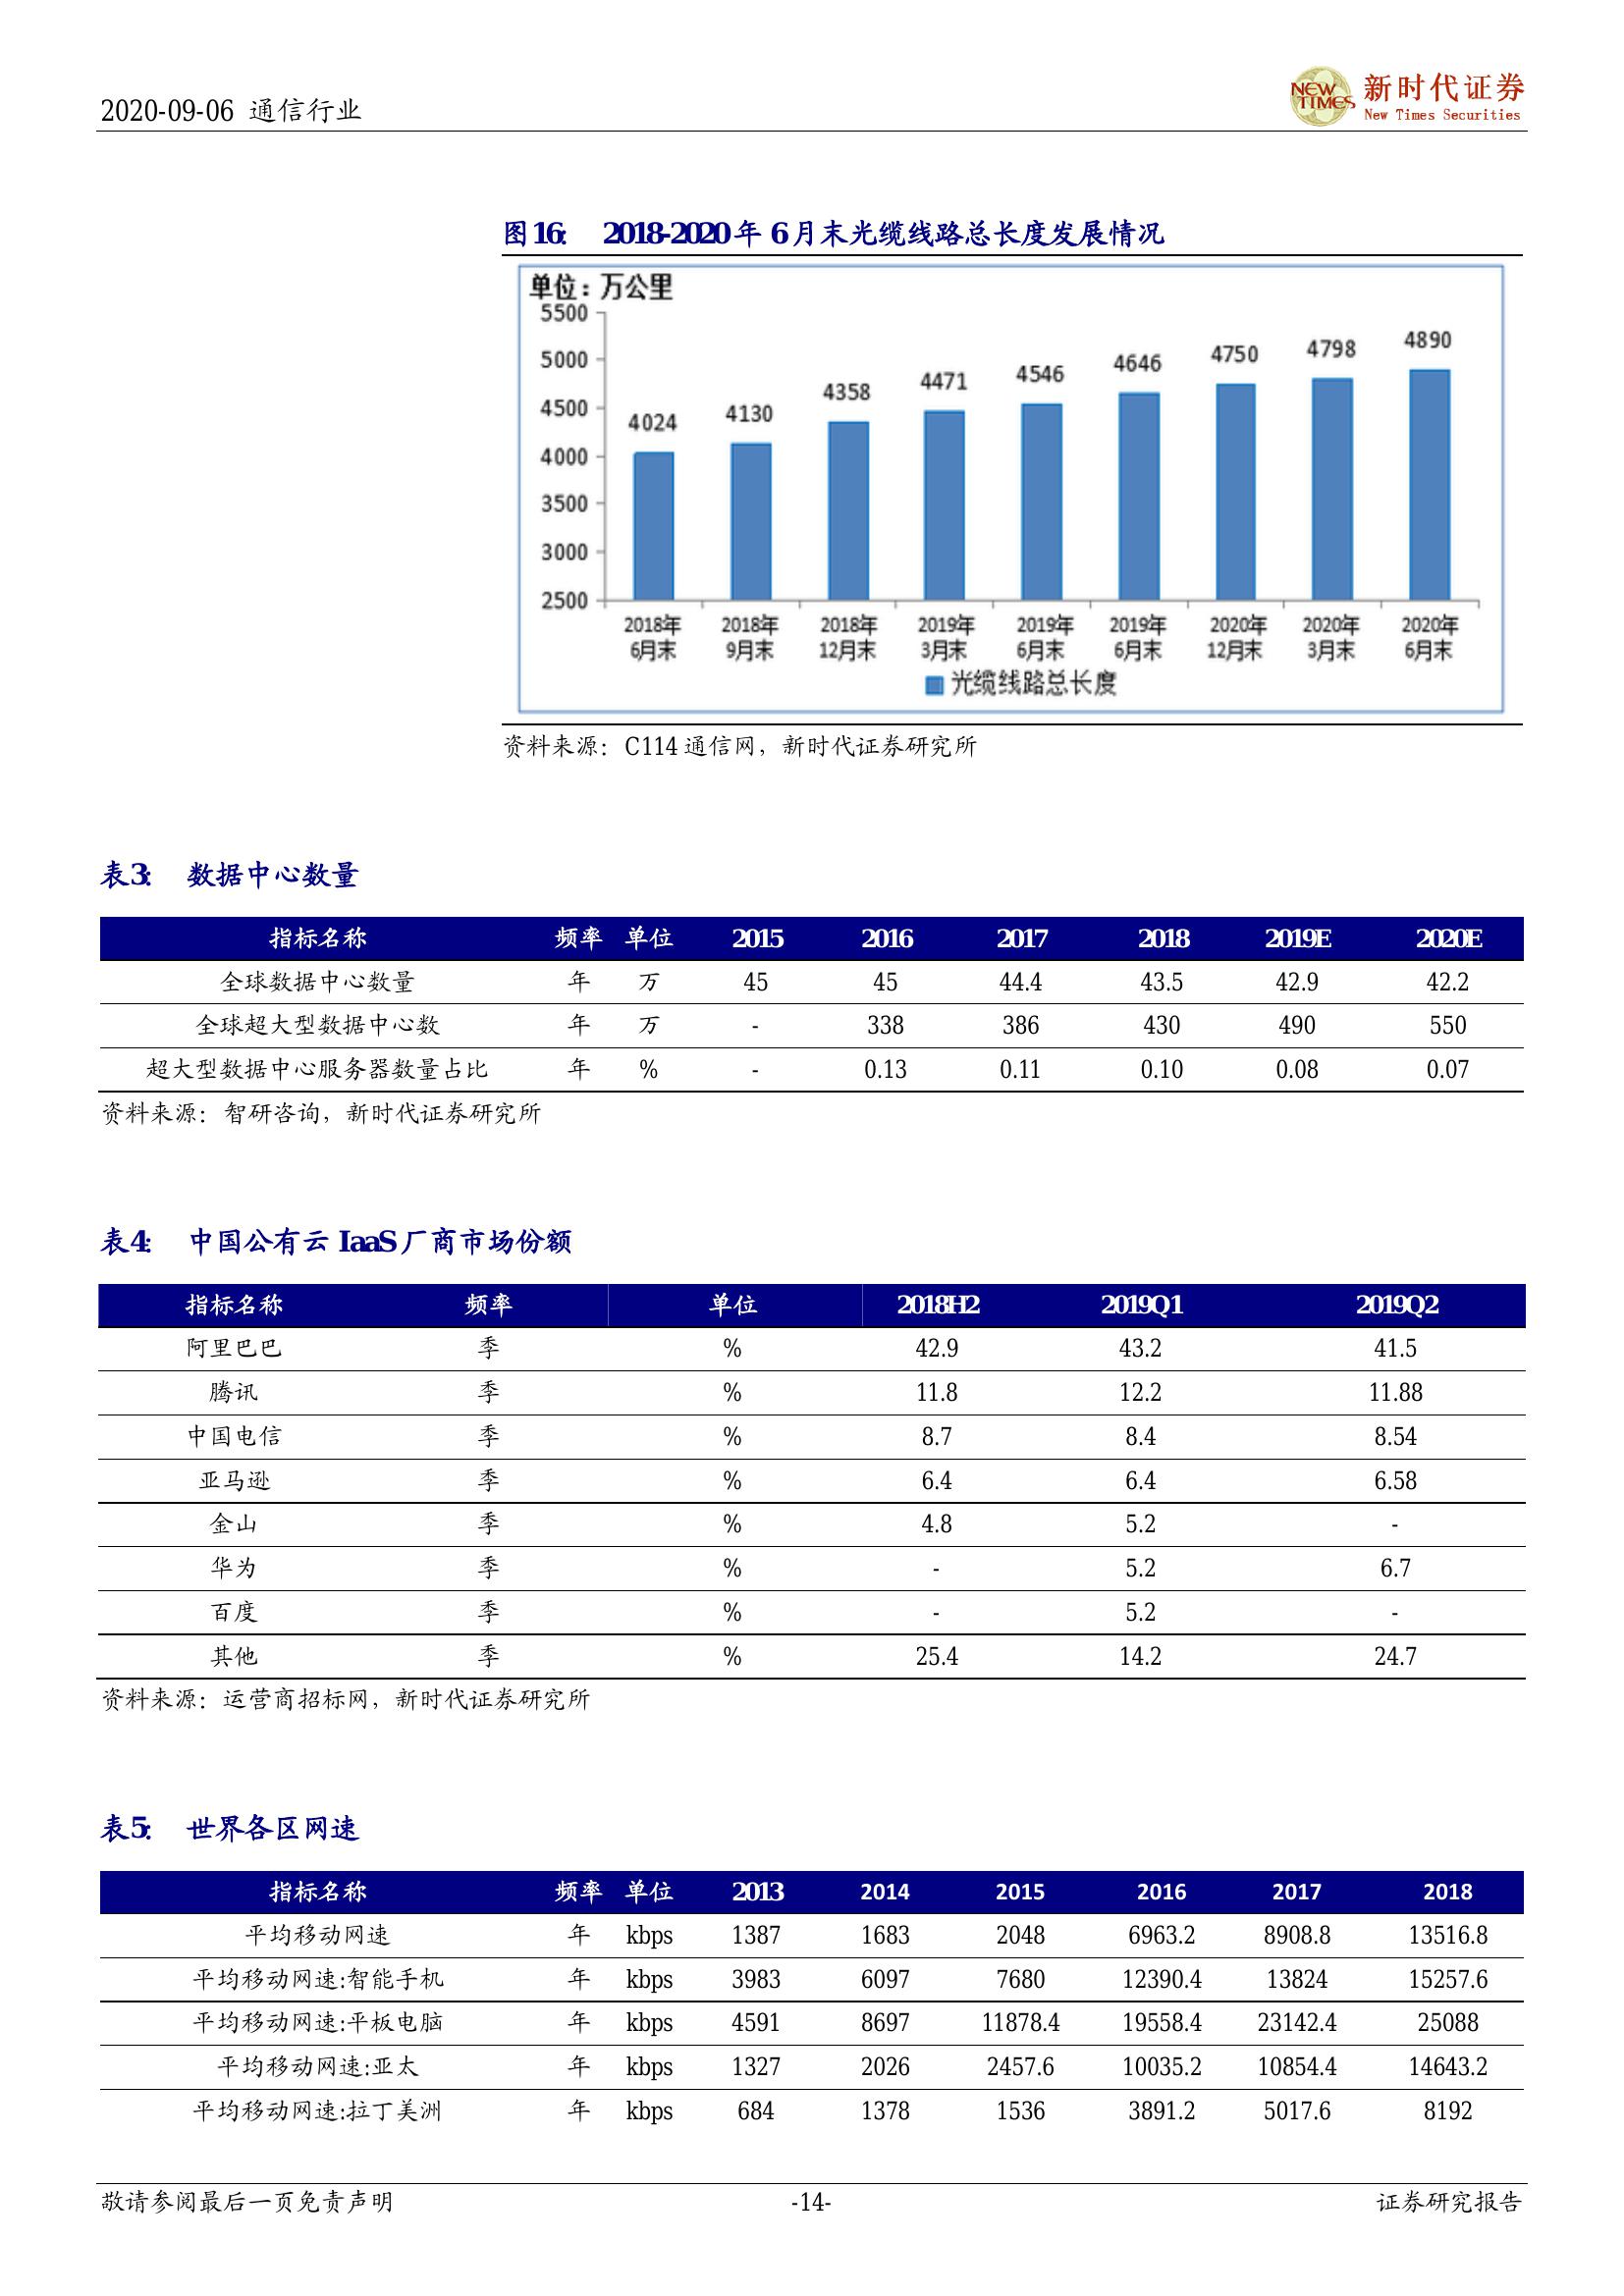 2020-09-06 通信行业
NEW TIMES 新时代证券
New Times Securities
图16： 2018-2020年6月末光缆线路总长度发展情况
单位：万公里
5500
5000
4500
4000
3500
3000
2500
4024 4130 4358 4471 4546 4646 4750 4798 4890
2018年 2018年 2018年 2019年 2019年 2019年 2020年 2020年 2020年
6月末 9月末 12月末 3月末 6月末 6月末 12月末 3月末 6月末
光缆线路总长度
资料来源：C114通信网，新时代证券研究所
表3： 数据中心数量
指标名称 频率 单位 2015 2016 2017 2018 2019E 2020E
全球数据中心数量 年 万 45 45 44.4 43.5 42.9 42.2
全球超大型数据中心数 年 万 - 338 386 430 490 550
超大型数据中心服务器数量占比 年 % - 0.13 0.11 0.10 0.08 0.07
资料来源：智研咨询，新时代证券研究所
表4： 中国公有云 IaaS厂商市场份额
指标名称 频率 单位 2018H2 2019Q1 2019Q2
阿里巴巴 季 % 42.9 43.2 41.5
腾讯 季 % 11.8 12.2 11.88
中国电信 季 % 8.7 8.4 8.54
亚马逊 季 % 6.4 6.4 6.58
金山 季 % 4.8 5.2 -
华为 季 % - 5.2 6.7
百度 季 % - 5.2 -
其他 季 % 25.4 14.2 24.7
资料来源：运营商招标网，新时代证券研究所
表5： 世界各区网速
指标名称 频率 单位 2013 2014 2015 2016 2017 2018
平均移动网速 年 kbps 1387 1683 2048 6963.2 8908.8 13516.8
平均移动网速:智能手机 年 kbps 3983 6097 7680 12390.4 13824 15257.6
平均移动网速:平板电脑 年 kbps 4591 8697 11878.4 19558.4 23142.4 25088
平均移动网速:亚太 年 kbps 1327 2026 2457.6 10035.2 10854.4 14643.2
平均移动网速:拉丁美洲 年 kbps 684 1378 1536 3891.2 5017.6 8192
敬请参阅最后一页免责声明 -14- 证券研究报告